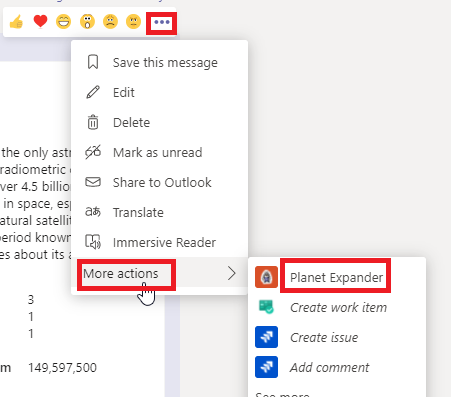 Save this message
Edit
Delete
Mark as unread
Share to Outlook
Translate
Immersive Reader
More actions
the only ast
radiometric
ver 4.5 billio
in space, esp
atural satellit
period known
es about its a
3
1
1
m 149,597,500
Planet Expander
Create work item
Create issue
Add comment
See more